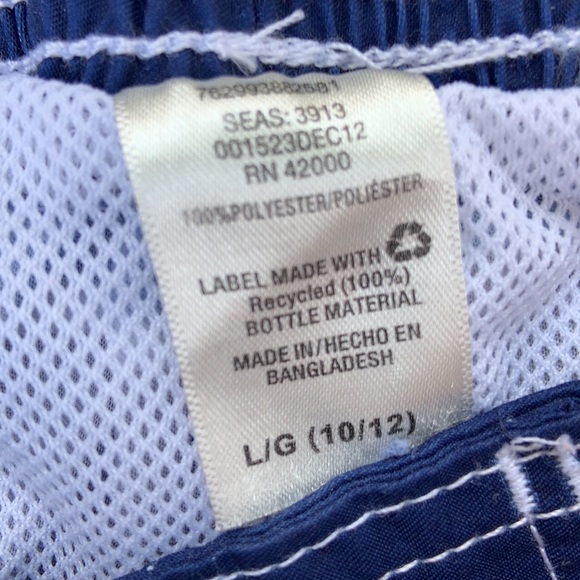 762993882581
SEAS: 3913
001523DEC12
RN 42000
100%POLYESTER/POLIÉSTER
LABEL MADE WITH
Recycled (100%)
BOTTLE MATERIAL
MADE IN/HECHO EN
BANGLADESH
L/G (10/12)